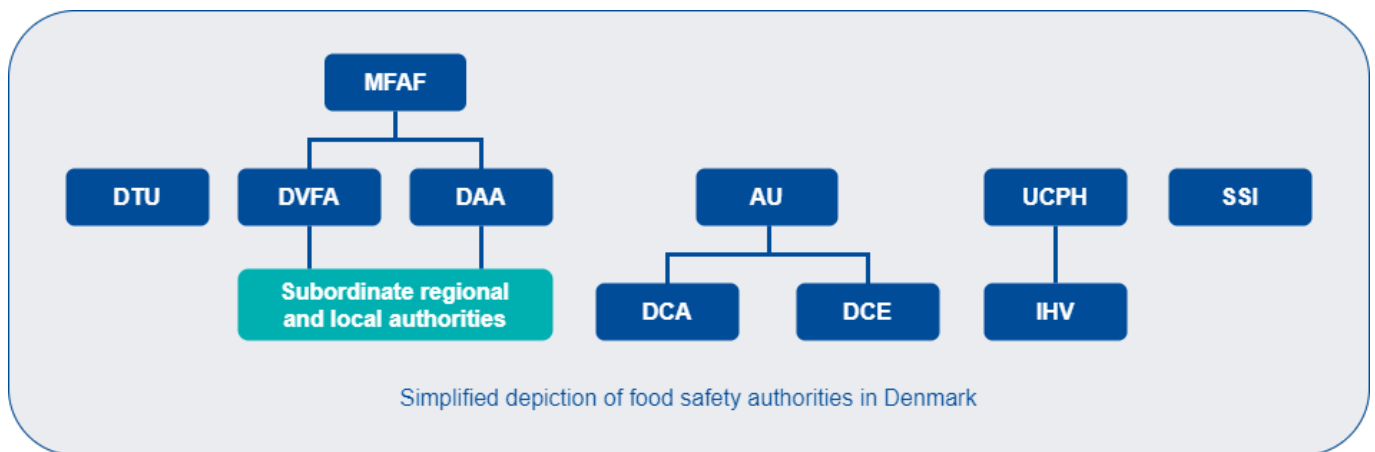 MFAF
DTU
DVFA
DAA
AU
UCPH
SSI
Subordinate regional
and local authorities
DCA
DCE
IHV
Simplified depiction of food safety authorities in Denmark